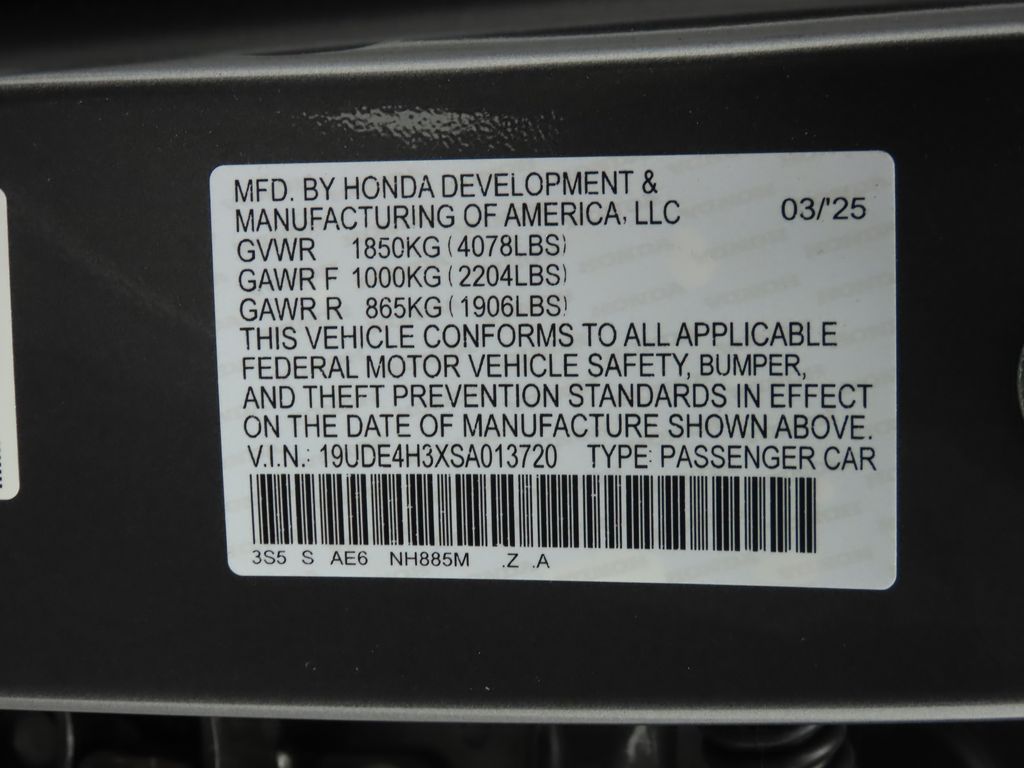 MFD. BY HONDA DEVELOPMENT &
MANUFACTURING OF AMERICA, LLC 03/'25
GVWR 1850KG (4078LBS)
GAWR F 1000KG (2204LBS)
GAWR R 865KG (1906LBS)
THIS VEHICLE CONFORMS TO ALL APPLICABLE
FEDERAL MOTOR VEHICLE SAFETY, BUMPER,
AND THEFT PREVENTION STANDARDS IN EFFECT
ON THE DATE OF MANUFACTURE SHOWN ABOVE.
V.I.N.: 19UDE4H3XSA013720 TYPE: PASSENGER CAR
3S5 S AE6 NH885M .Z .A